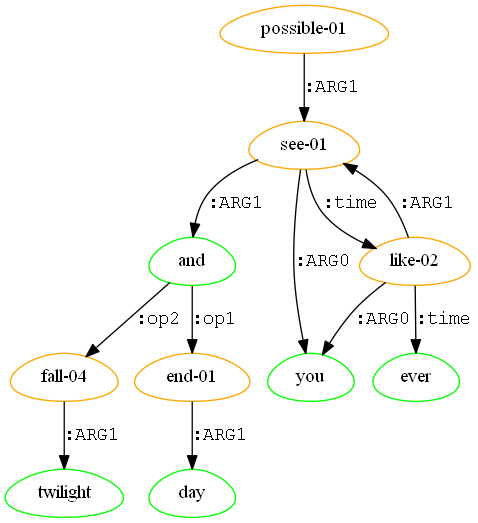 possible-01
:ARG1
see-01
:ARG1
:time
:ARG1
and
:ARG0
like-02
:op2
:op1
:ARG0
:time
fall-04
end-01
you
ever
:ARG1
:ARG1
twilight
day